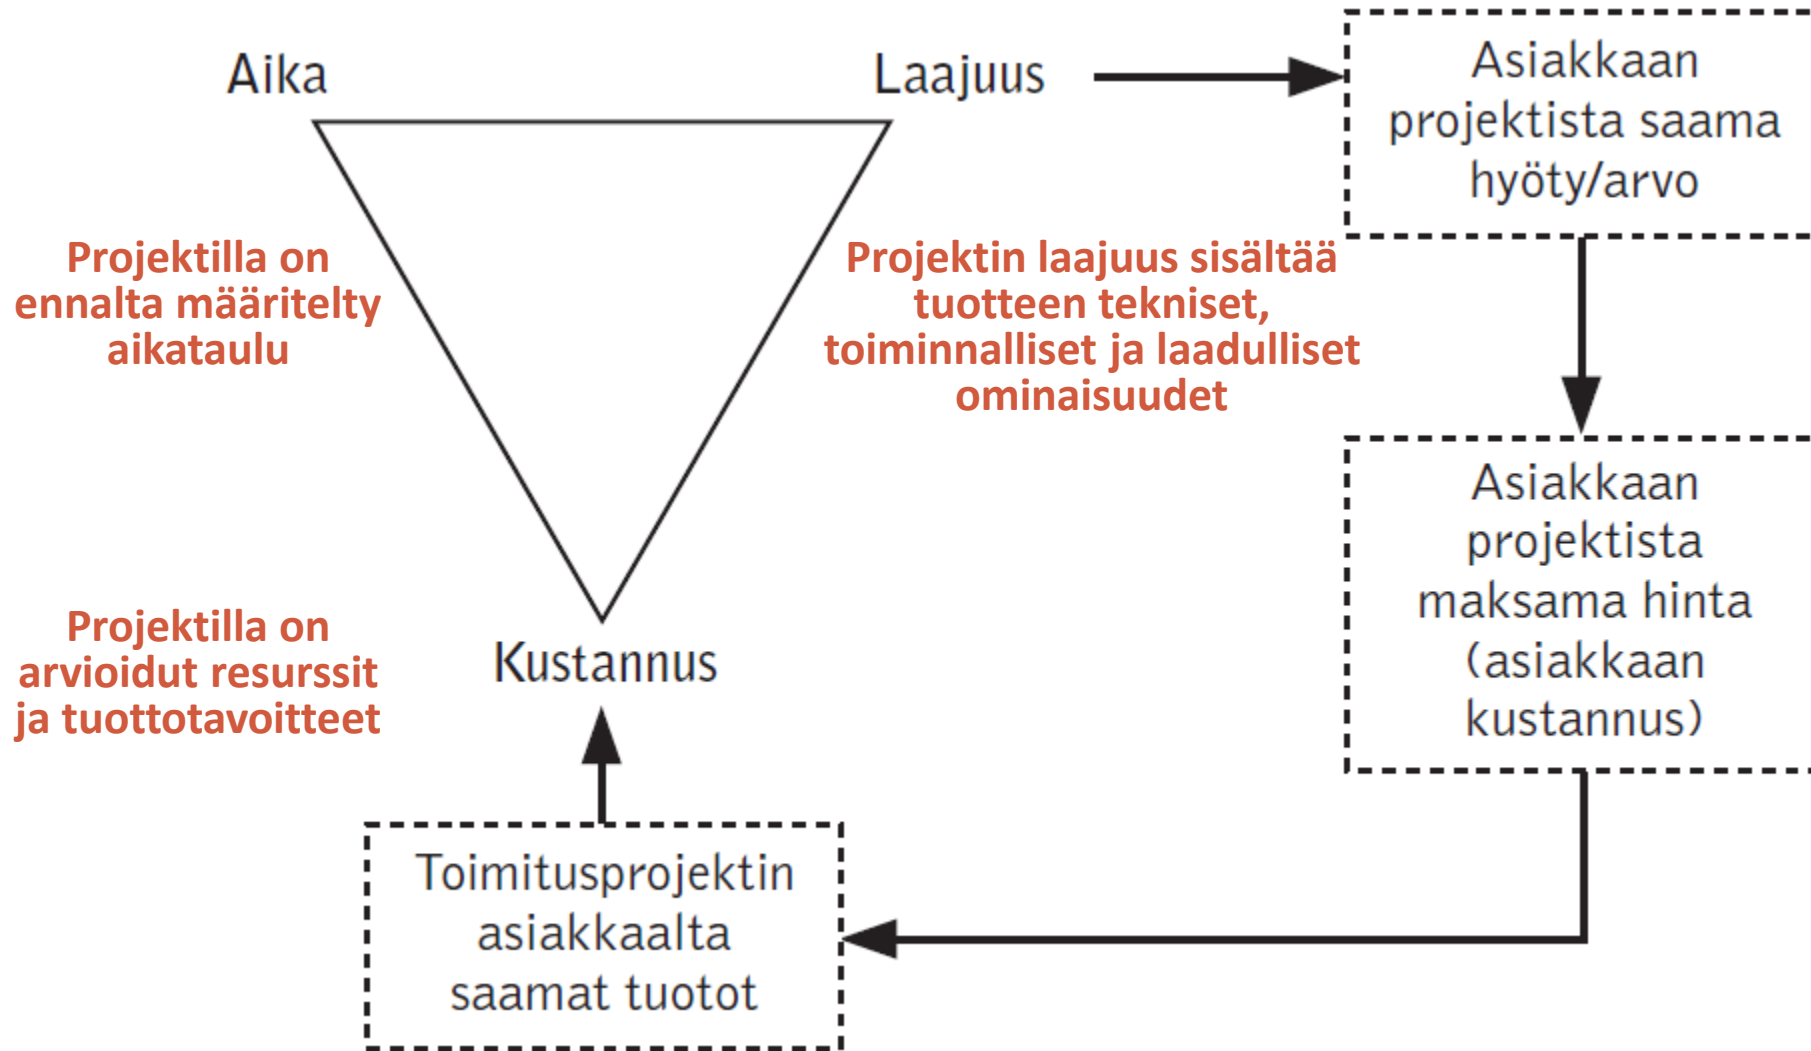 Aika
Laajuus
Asiakkaan
projektista saama
hyöty/arvo
Projektilla on
ennalta määritelty
aikataulu
Projektin laajuus sisältää
tuotteen tekniset,
toiminnalliset ja laadulliset
ominaisuudet
Asiakkaan
projektista
maksama hinta
(asiakkaan
kustannus)
Projektilla on
arvioidut resurssit
ja tuottotavoitteet
Kustannus
Toimitusprojektin
asiakkaalta
saamat tuotot